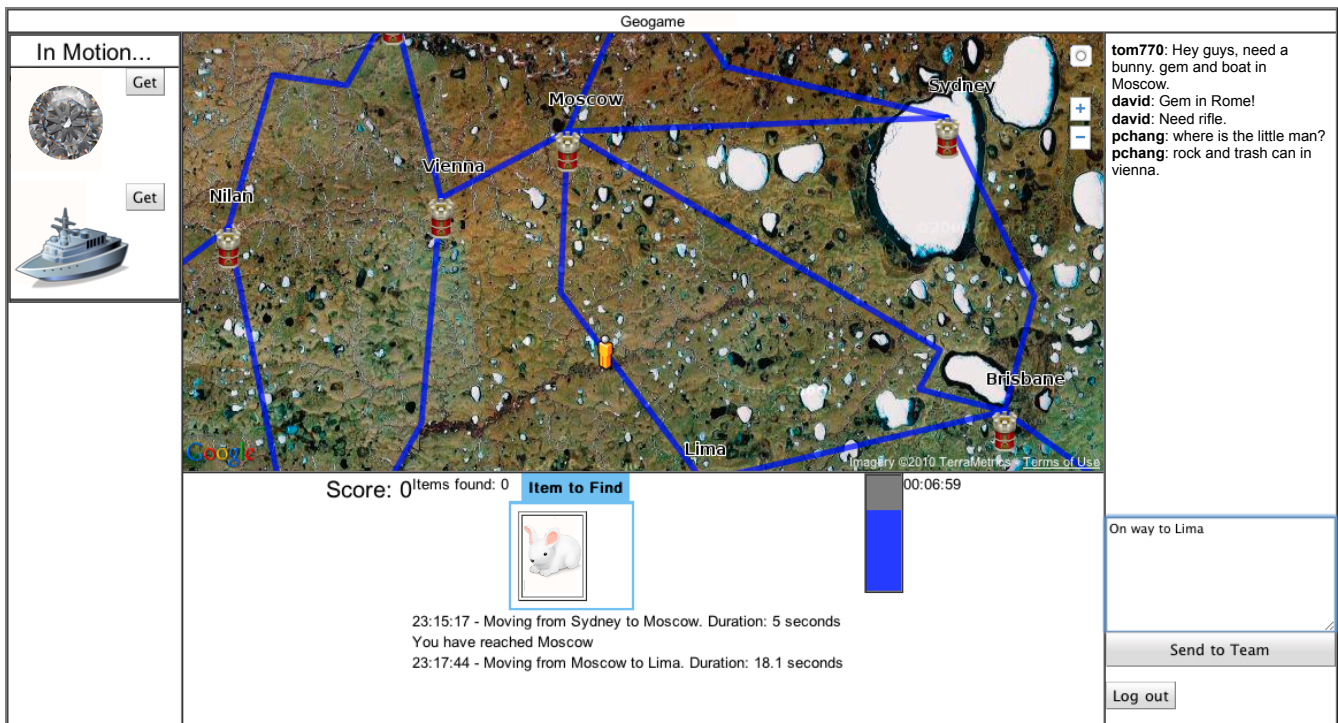 Geogame
In Motion...
Get
Get
Moscow
Sydney
Vienna
Nilan
Brisbane
Lima
Google
Imagery ©2010 TerraMetrics - Terms of Use
+
−
tom770: Hey guys, need a
bunny. gem and boat in
Moscow.
david: Gem in Rome!
david: Need rifle.
pchang: where is the little man?
pchang: rock and trash can in
vienna.
Score: 0
Items found: 0
Item to Find
00:06:59
23:15:17 - Moving from Sydney to Moscow. Duration: 5 seconds
You have reached Moscow
23:17:44 - Moving from Moscow to Lima. Duration: 18.1 seconds
On way to Lima
Send to Team
Log out